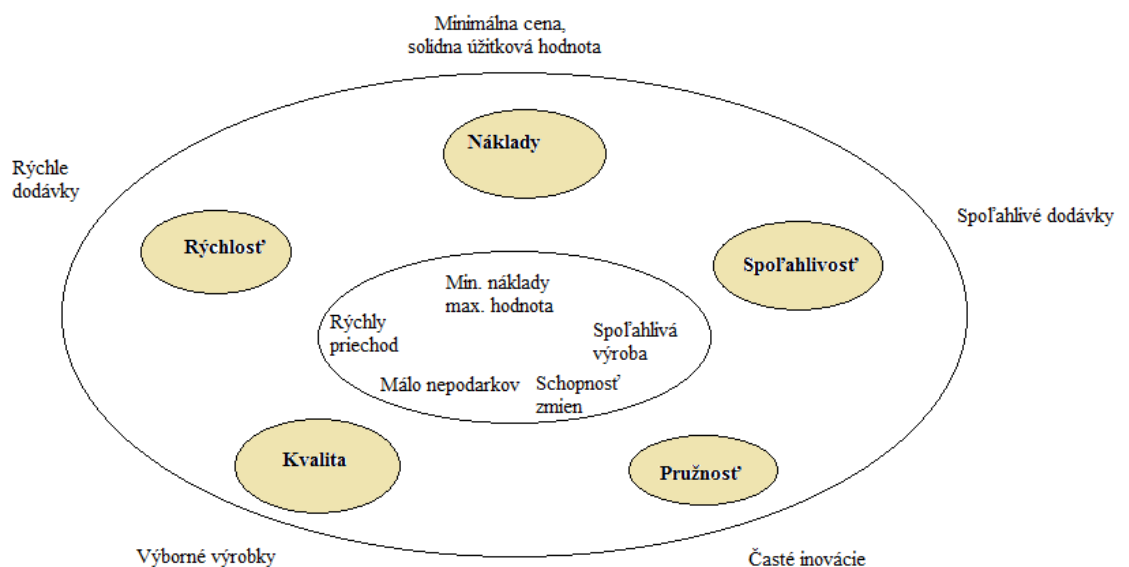 Minimálna cena,
solidna úžitková hodnota
Náklady
Rýchle
dodávky
Spoľahlivé dodávky
Rýchlosť
Spoľahlivosť
Min. náklady
max. hodnota
Rýchly
priechod
Spoľahlivá
výroba
Málo nepodarkov
Schopnosť
zmien
Kvalita
Pružnosť
Výborné výrobky
Časté inovácie